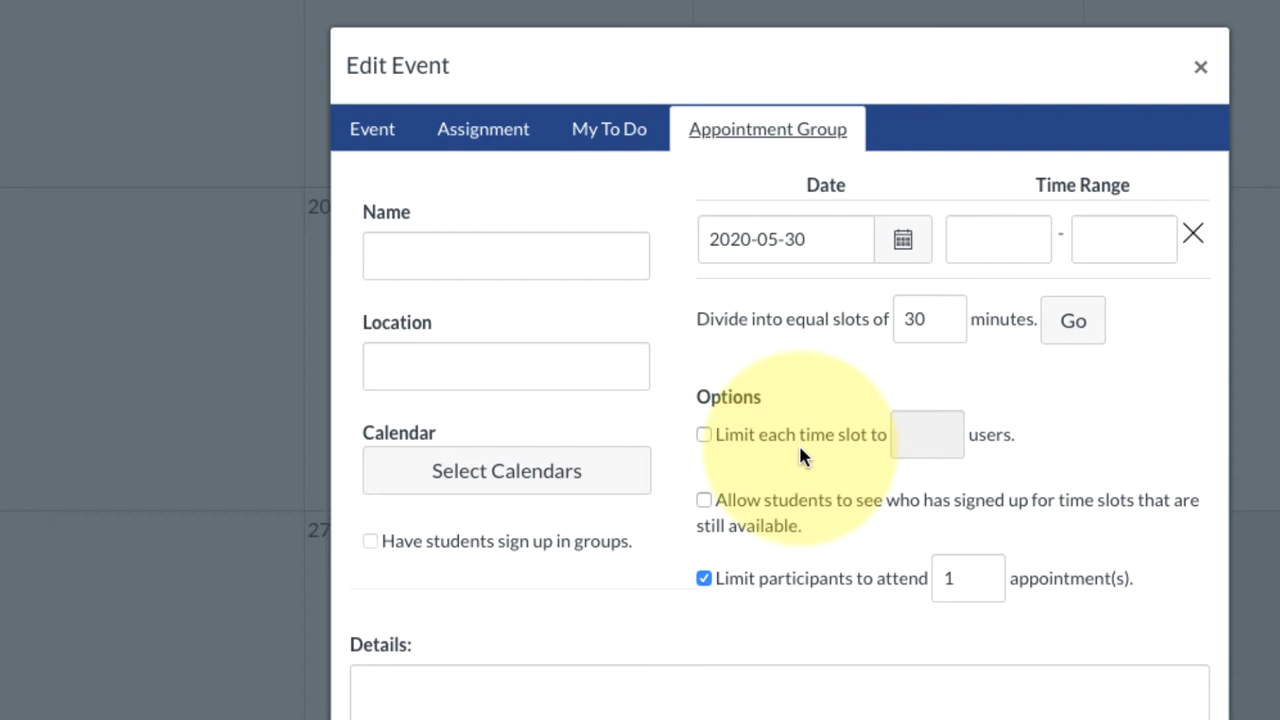 Edit Event
×
Event Assignment My To Do Appointment Group
Date Time Range
20
Name
2020-05-30 -
Location
Divide into equal slots of 30 minutes. Go
Options
Calendar
Limit each time slot to users.
Select Calendars
Allow students to see who has signed up for time slots that are
still available.
27
Have students sign up in groups.
Limit participants to attend 1 appointment(s).
Details: